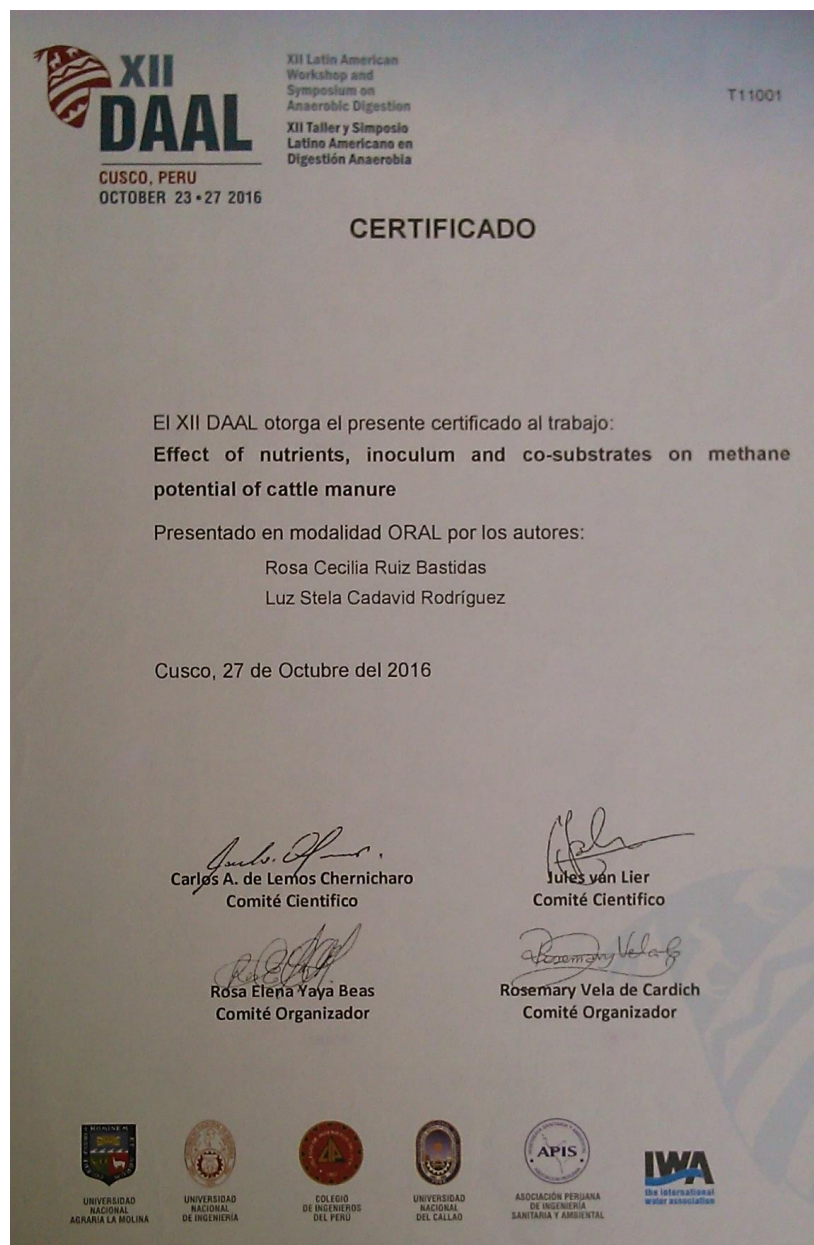 XII
DAAL
CUSCO, PERU
OCTOBER 23•27 2016
XII Latin American
Workshop and
Symposium on
Anaerobic Digestion
XII Taller y Simposio
Latino Americano en
Digestión Anaerobia
T11001
CERTIFICADO
El XII DAAL otorga el presente certificado al trabajo:
Effect of nutrients, inoculum and co-substrates on methane
potential of cattle manure
Presentado en modalidad ORAL por los autores:
Rosa Cecilia Ruiz Bastidas
Luz Stela Cadavid Rodríguez
Cusco, 27 de Octubre del 2016
Carlos A. de Lemos Chernicharo
Comité Cientifico
Jules van Lier
Comité Cientifico
Rosa Elena Yaya Beas
Comité Organizador
Rosemary Vela de Cardich
Comité Organizador
UNIVERSIDAD
NACIONAL
AGRARIA LA MOLINA
UNIVERSIDAD
NACIONAL
DE INGENIERÍA
COLEGIO
DE INGENIEROS
DEL PERÚ
UNIVERSIDAD
NACIONAL
DEL CALLAO
APIS
ASOCIACIÓN PERUANA
DE INGENIERÍA
SANITARIA Y AMBIENTAL
IWA
the international
water association